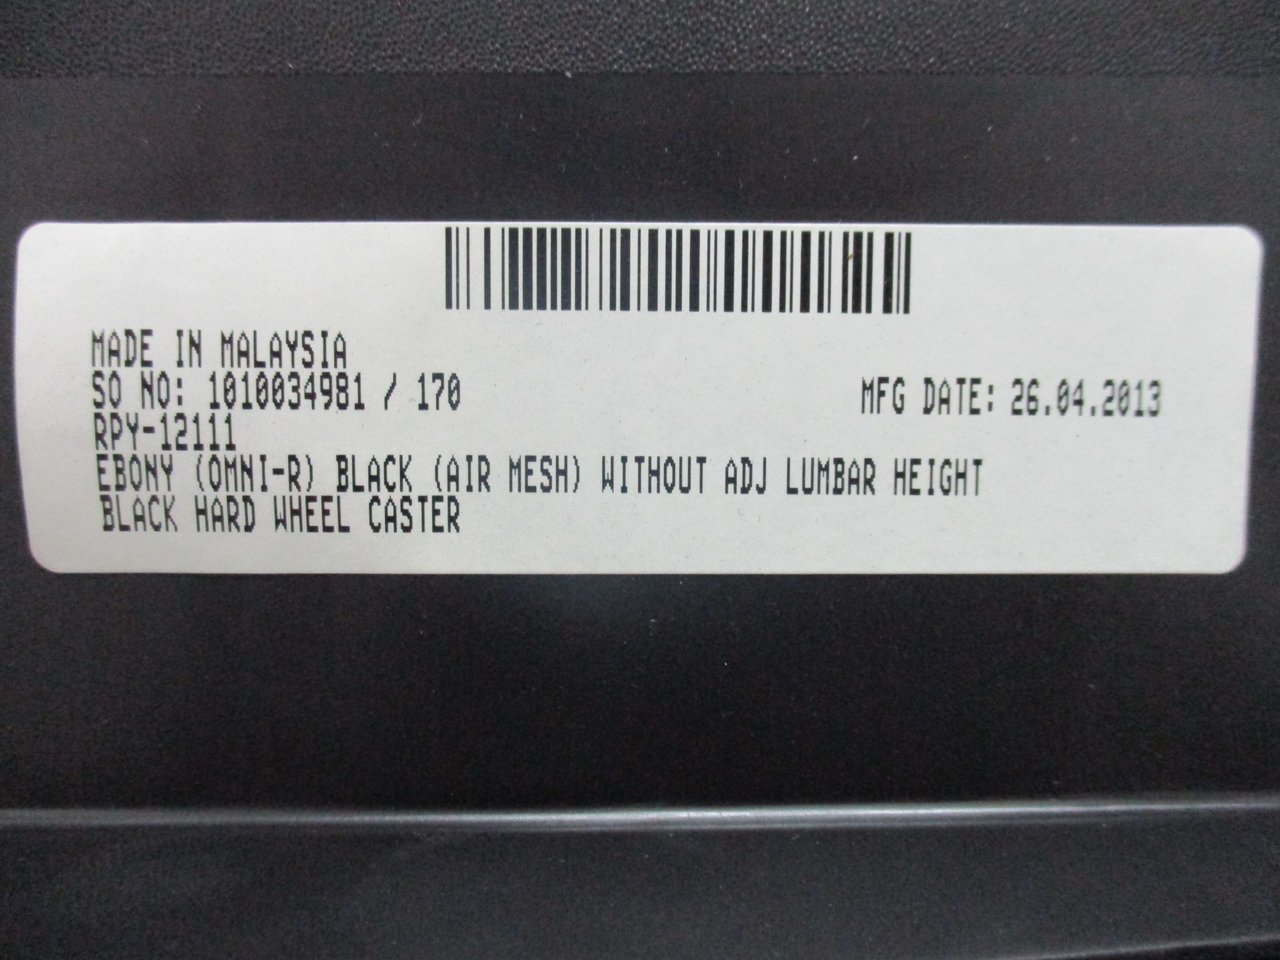 MADE IN MALAYSIA
SO NO: 1010034981 / 170
MFG DATE: 26.04.2013
RPY-12111
EBONY (OMNI-R) BLACK (AIR MESH) WITHOUT ADJ LUMBAR HEIGHT
BLACK HARD WHEEL CASTER